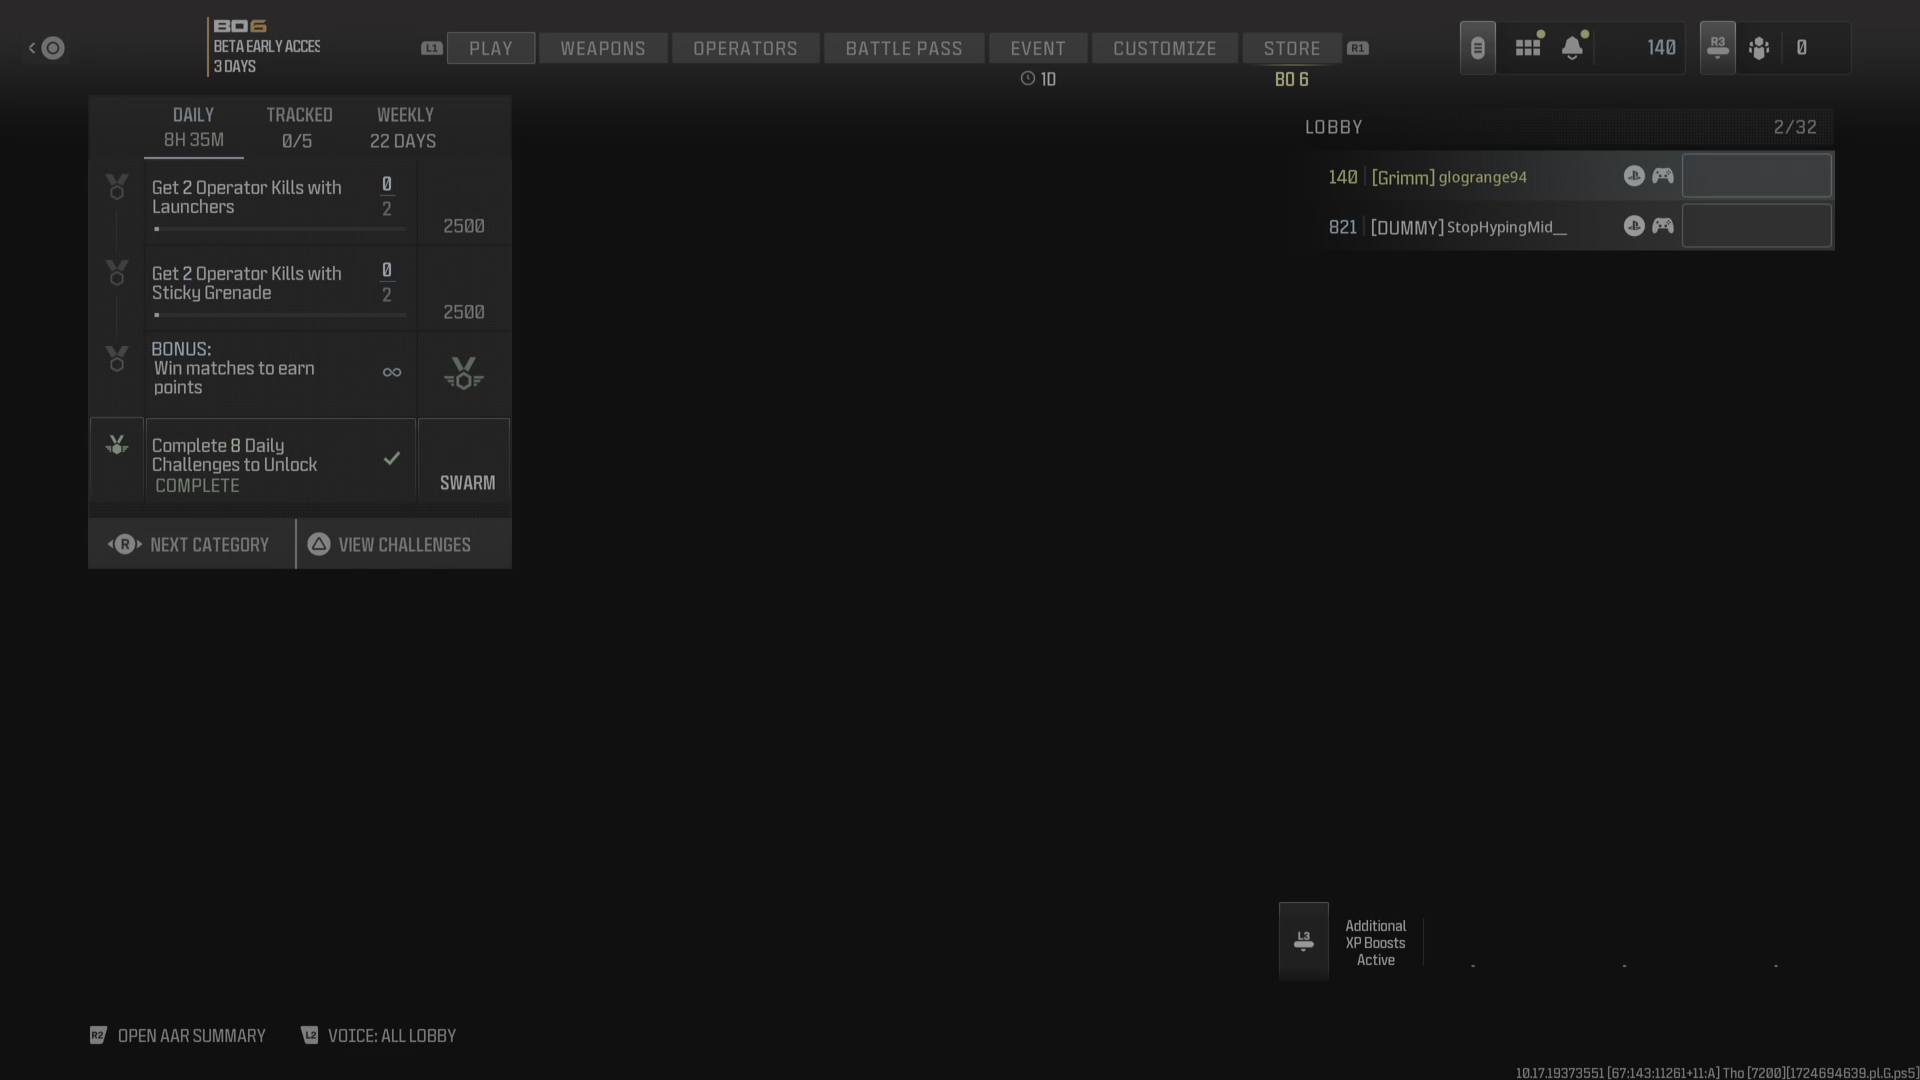 BO6
BETA EARLY ACCES
3 DAYS
L1 PLAY WEAPONS OPERATORS BATTLE PASS EVENT CUSTOMIZE STORE R1
1D
BO 6
140
R3
0
DAILY TRACKED WEEKLY
8H 35M 0/5 22 DAYS
Get 2 Operator Kills with
Launchers
0
2
2500
Get 2 Operator Kills with
Sticky Grenade
0
2
2500
BONUS:
Win matches to earn
points
∞
Complete 8 Daily
Challenges to Unlock
COMPLETE
SWARM
R NEXT CATEGORY
VIEW CHALLENGES
LOBBY 2/32
140 [Grimm] glogrange94
821 [DUMMY] StopHypingMid__
L3
Additional
XP Boosts
Active
- - -
R2 OPEN AAR SUMMARY L2 VOICE: ALL LOBBY
10.17.19373551 [67:143:11261+11:A] Tho [7200][1724694639.pl.G.ps5]